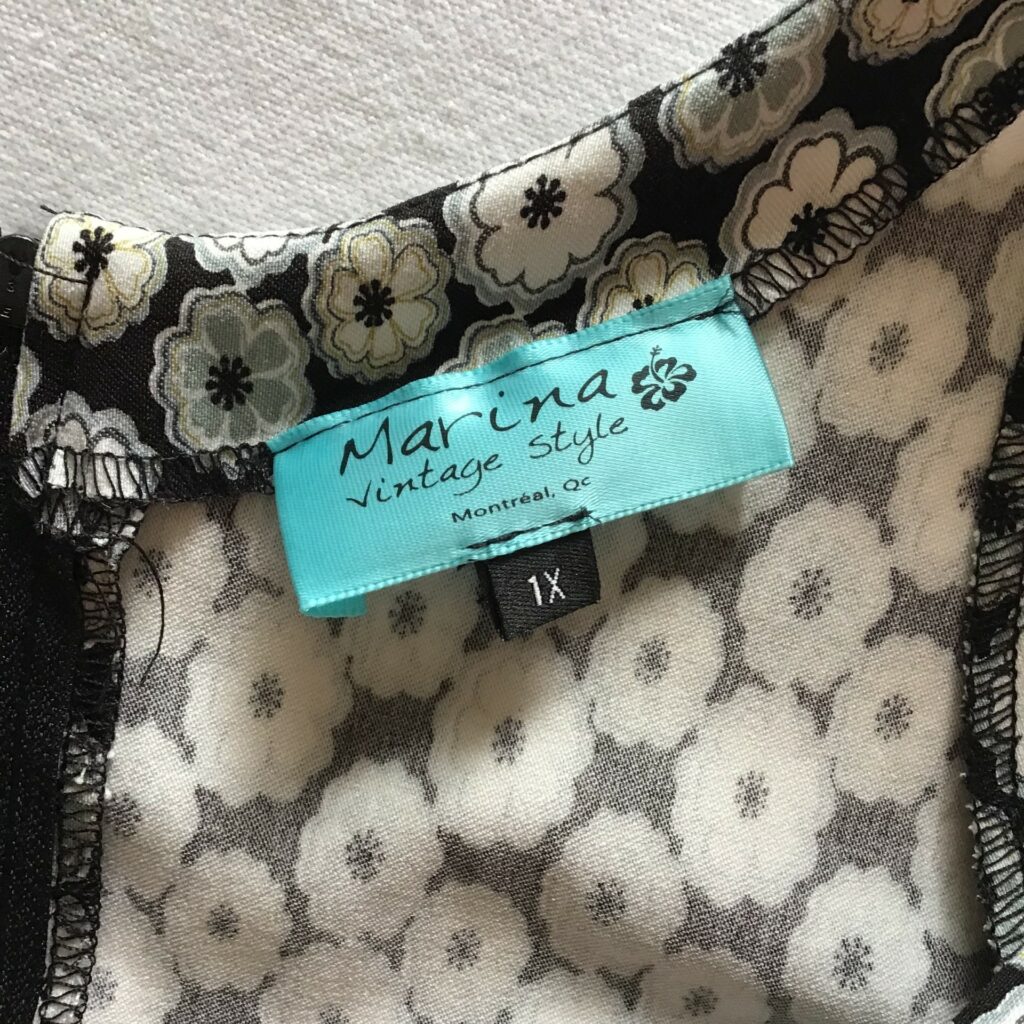 Marina
Vintage Style
Montréal, Qc
1X